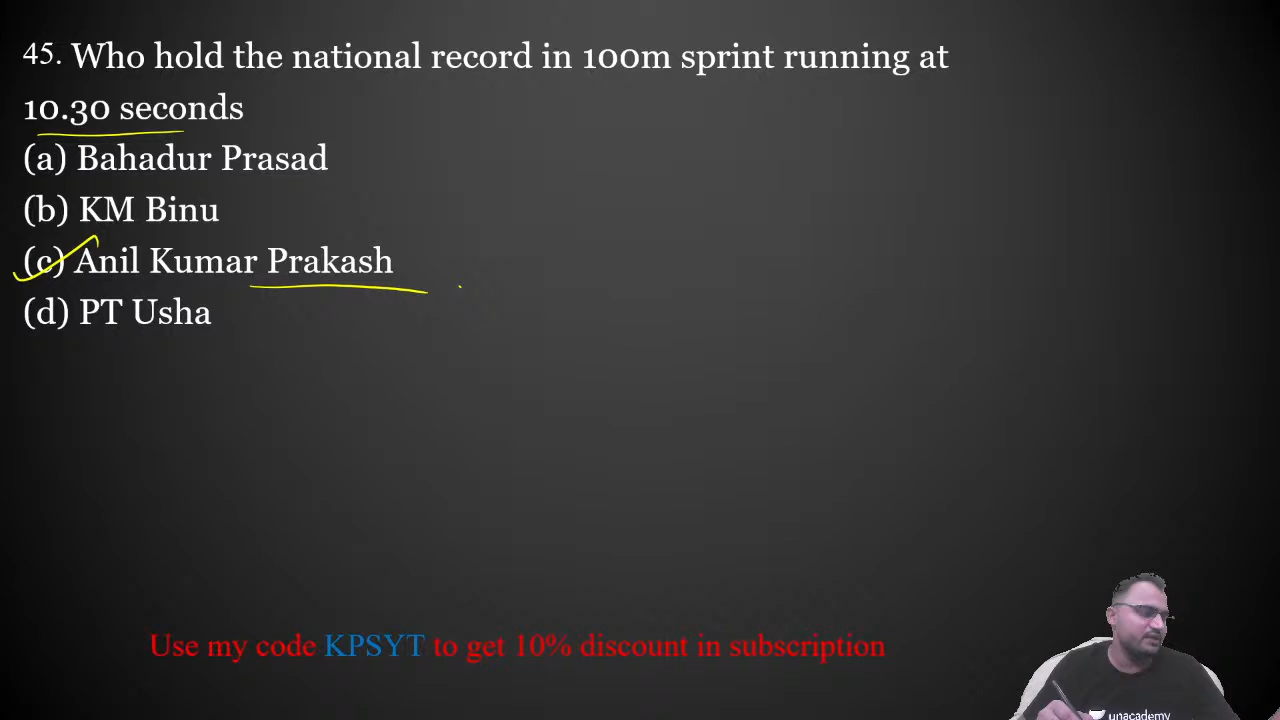 45. Who hold the national record in 100m sprint running at
10.30 seconds
(a) Bahadur Prasad
(b) KM Binu
(c) Anil Kumar Prakash
(d) PT Usha
Use my code KPSYT to get 10% discount in subscription
unacademy